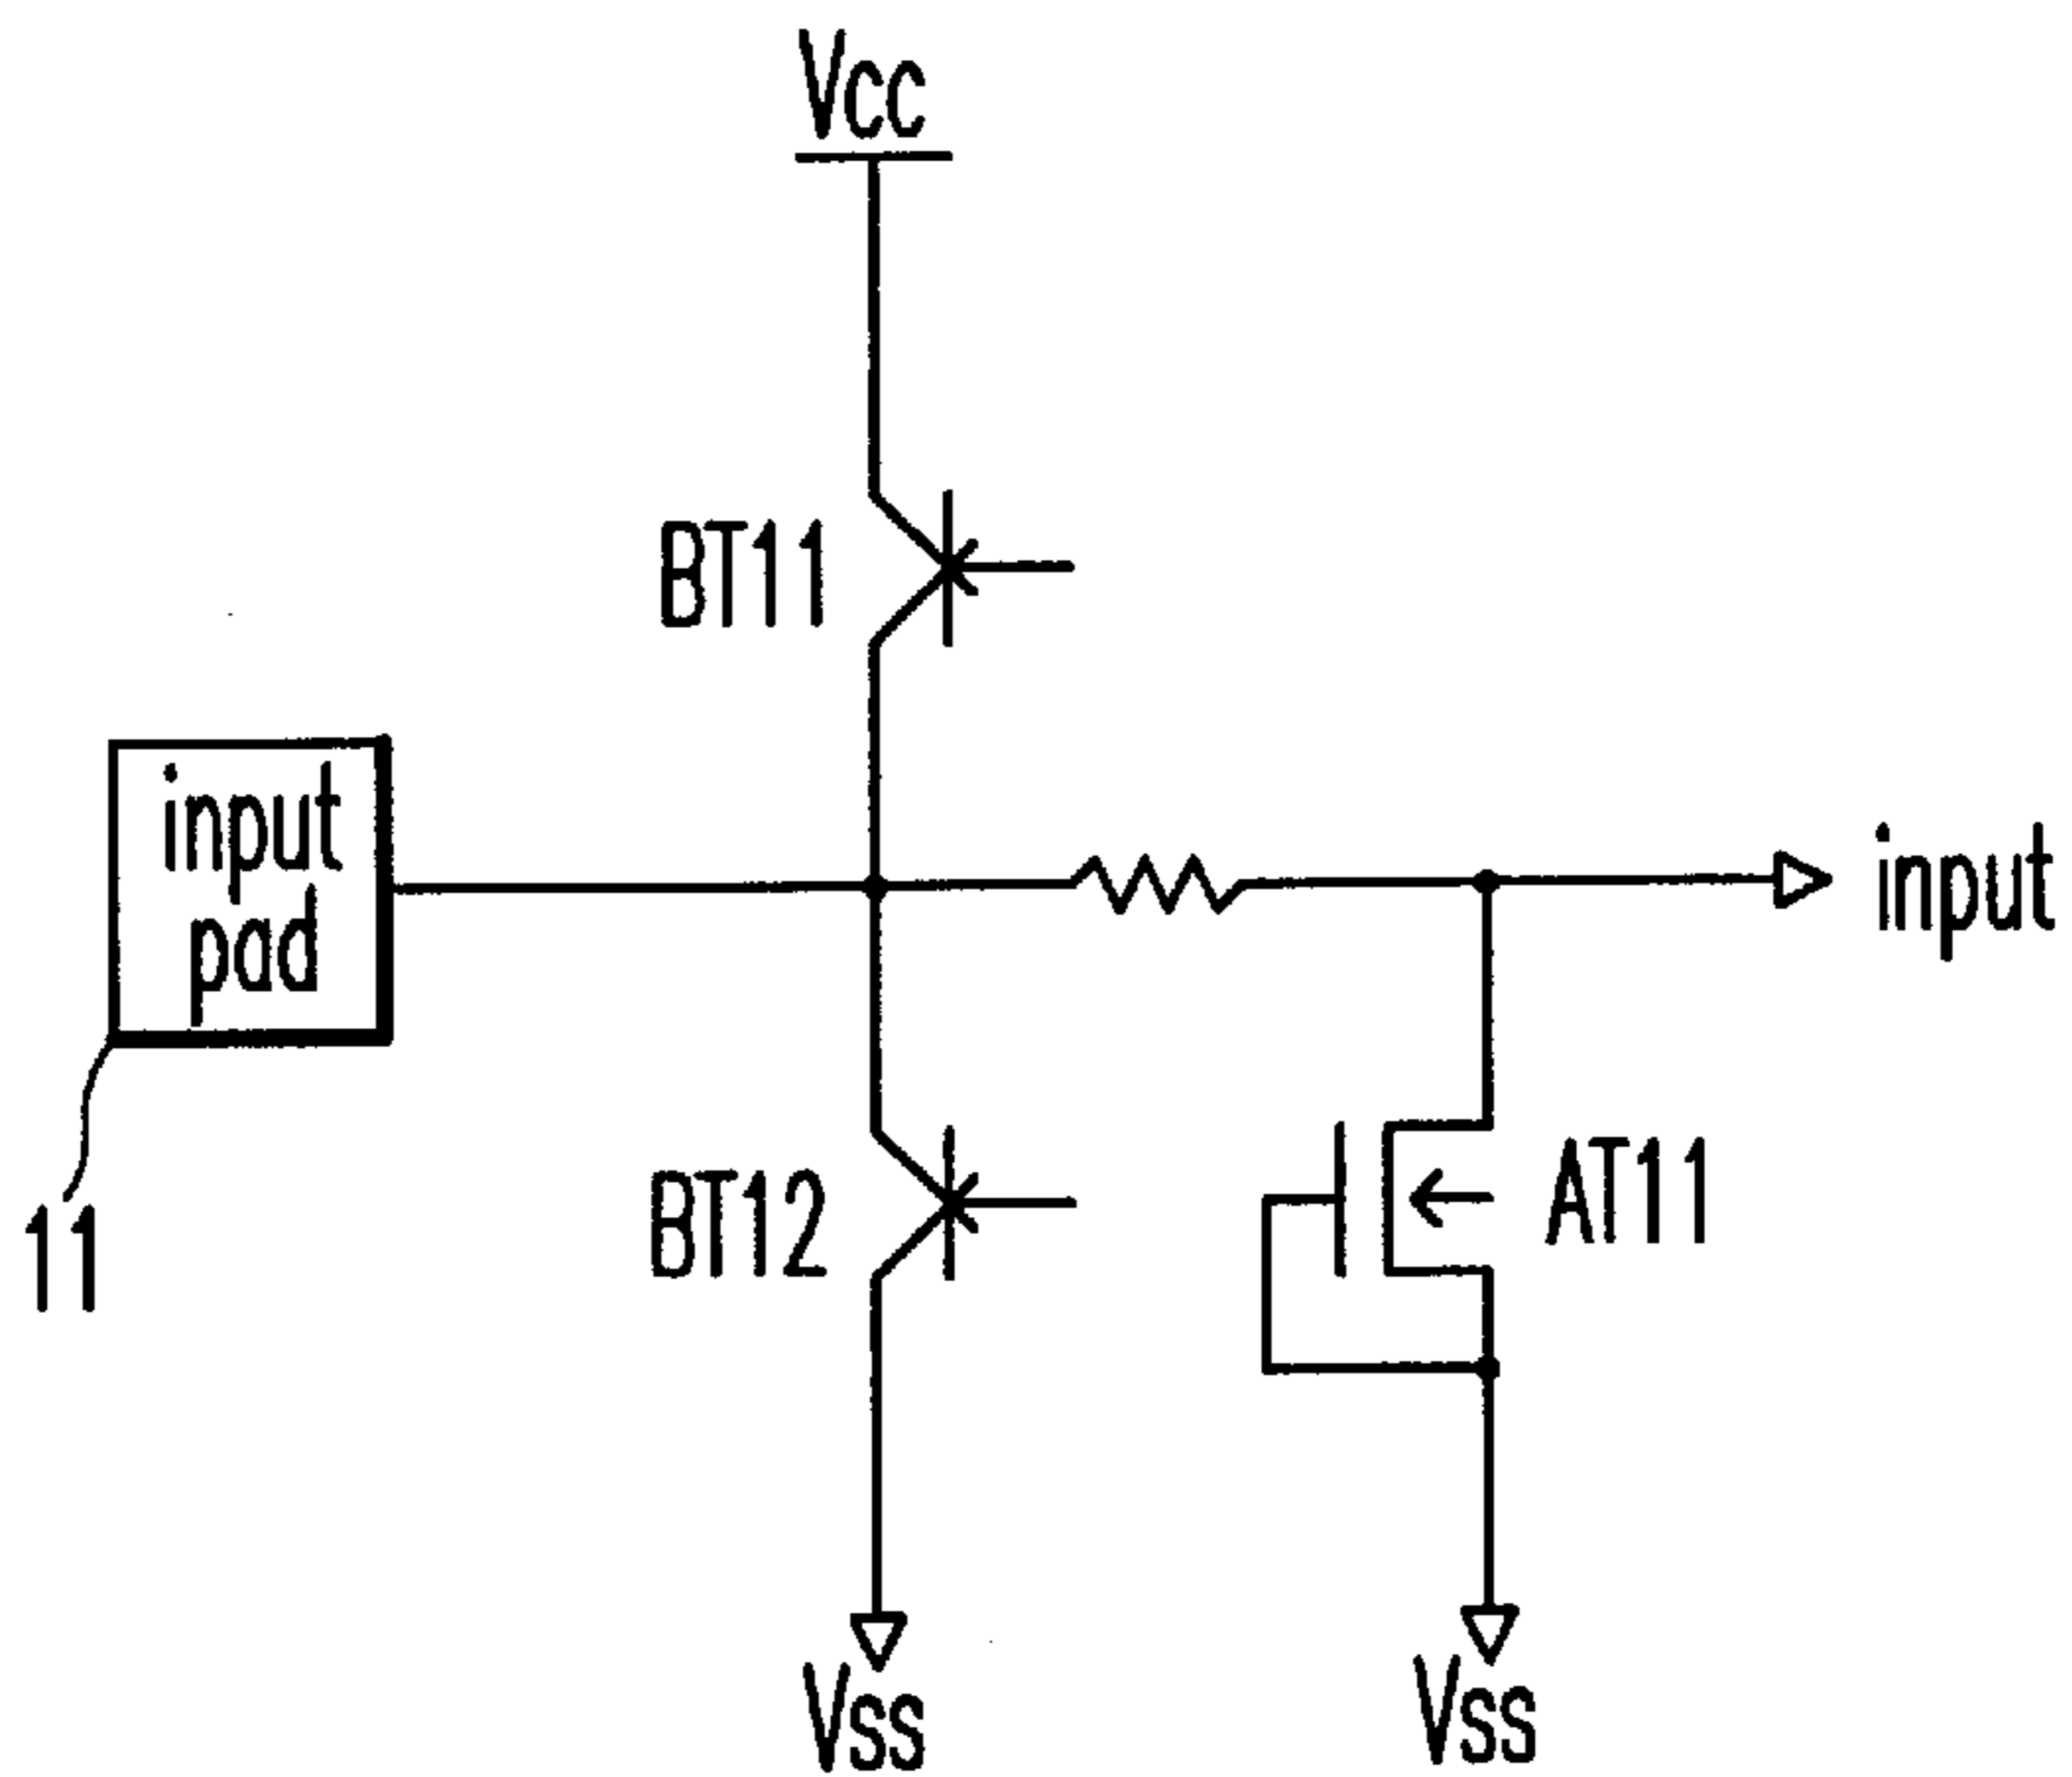 Vcc
BT11
input
pad
input
11
BT12
AT11
Vss
Vss